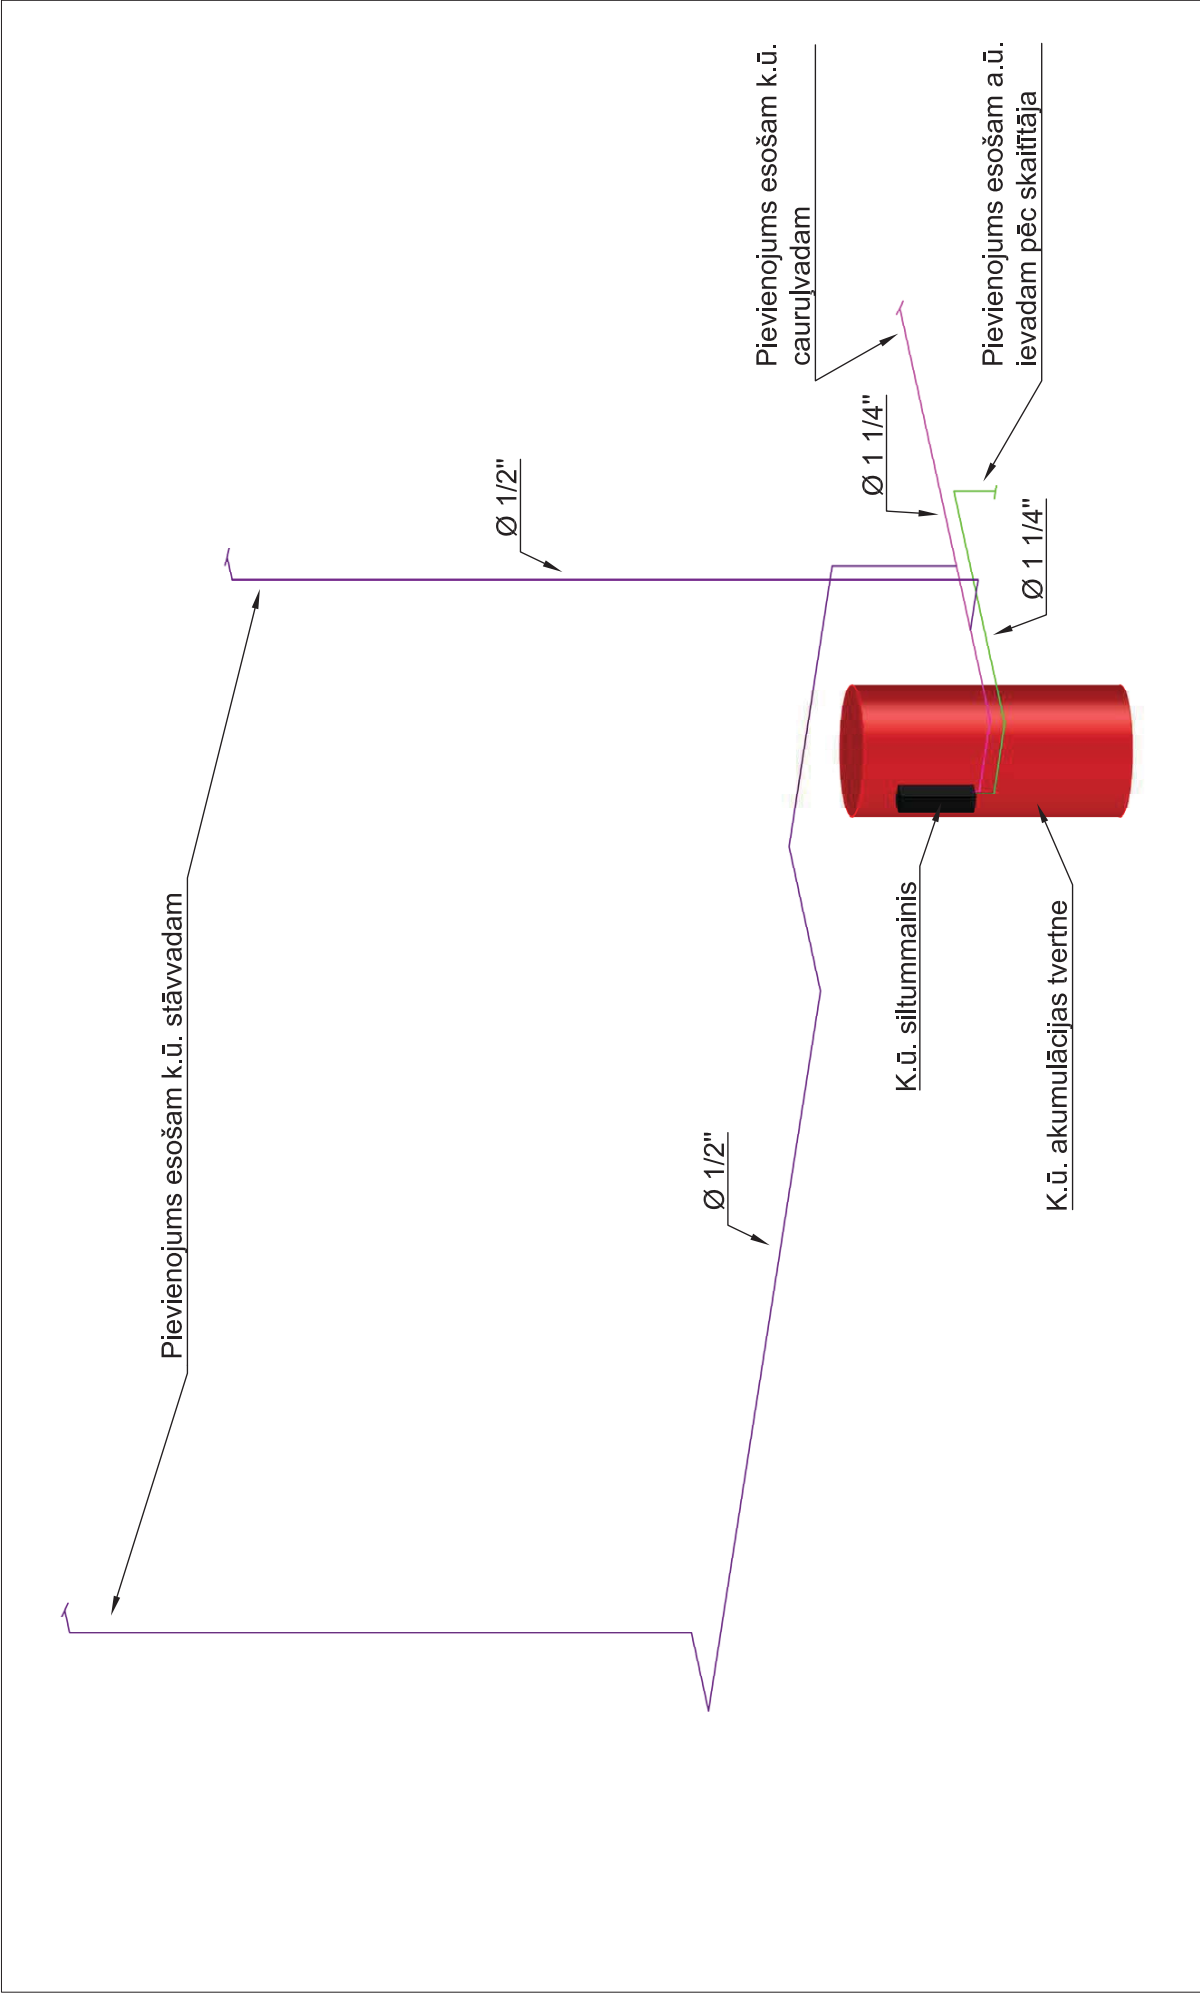 Pievienojums esošam k.ū. stāvvadam
Ø 1/2"
Ø 1/2"
Pievienojums esošam k.ū.
cauruļvadam
Ø 1 1/4"
K.ū. siltummainis
Pievienojums esošam a.ū.
ievadam pēc skaitītāja
Ø 1 1/4"
K.ū. akumulācijas tvertne